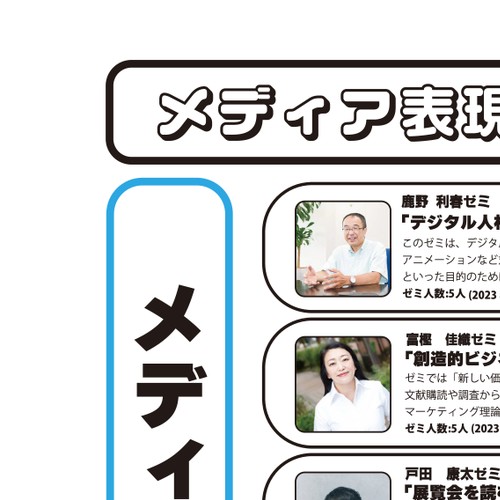 メディア表現
メディ
鹿野 利春ゼミ
「デジタル人
このゼミは、デジタ
アニメーションなど
といった目的のため
ゼミ人数:5人 (2023
富樫 佳織ゼミ
「創造的ビジ
ゼミでは「新しい価
文献購読や調査から
マーケティング理論
ゼミ人数:5人 (2023
戸田 康太ゼミ
「展覧会を読